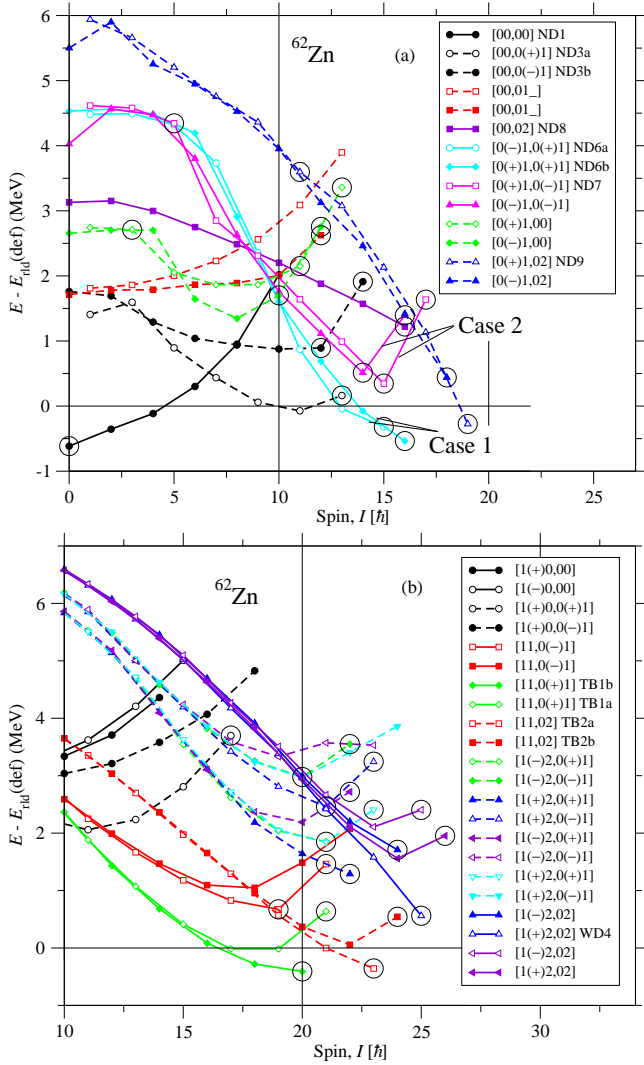 6
5
4
3
2
1
0
-1
E - E_rld(def) (MeV)
⁶²Zn
(a)
[00,00] ND1
[00,0(+)1] ND3a
[00,0(−)1] ND3b
[00,01_]
[00,01_]
[00,02] ND8
[0(−)1,0(+)1] ND6a
[0(+)1,0(+)1] ND6b
[0(+)1,0(−)1] ND7
[0(−)1,0(−)1]
[0(+)1,00]
[0(−)1,00]
[0(+)1,02] ND9
[0(−)1,02]
Case 2
Case 1
0 5 10 15 20 25
Spin, I [ħ]
6
4
2
0
E - E_rld(def) (MeV)
⁶²Zn
(b)
[1(+)0,00]
[1(−)0,00]
[1(+)0,0(+)1]
[1(+)0,0(−)1]
[11,0(−)1]
[11,0(−)1]
[11,0(+)1] TB1b
[11,0(+)1] TB1a
[11,02] TB2a
[11,02] TB2b
[1(−)2,0(+)1]
[1(−)2,0(−)1]
[1(+)2,0(+)1]
[1(+)2,0(−)1]
[1(−)2,0(+)1]
[1(−)2,0(−)1]
[1(+)2,0(+)1]
[1(+)2,0(−)1]
[1(−)2,02]
[1(+)2,02] WD4
[1(−)2,02]
[1(+)2,02]
10 15 20 25 30
Spin, I [ħ]